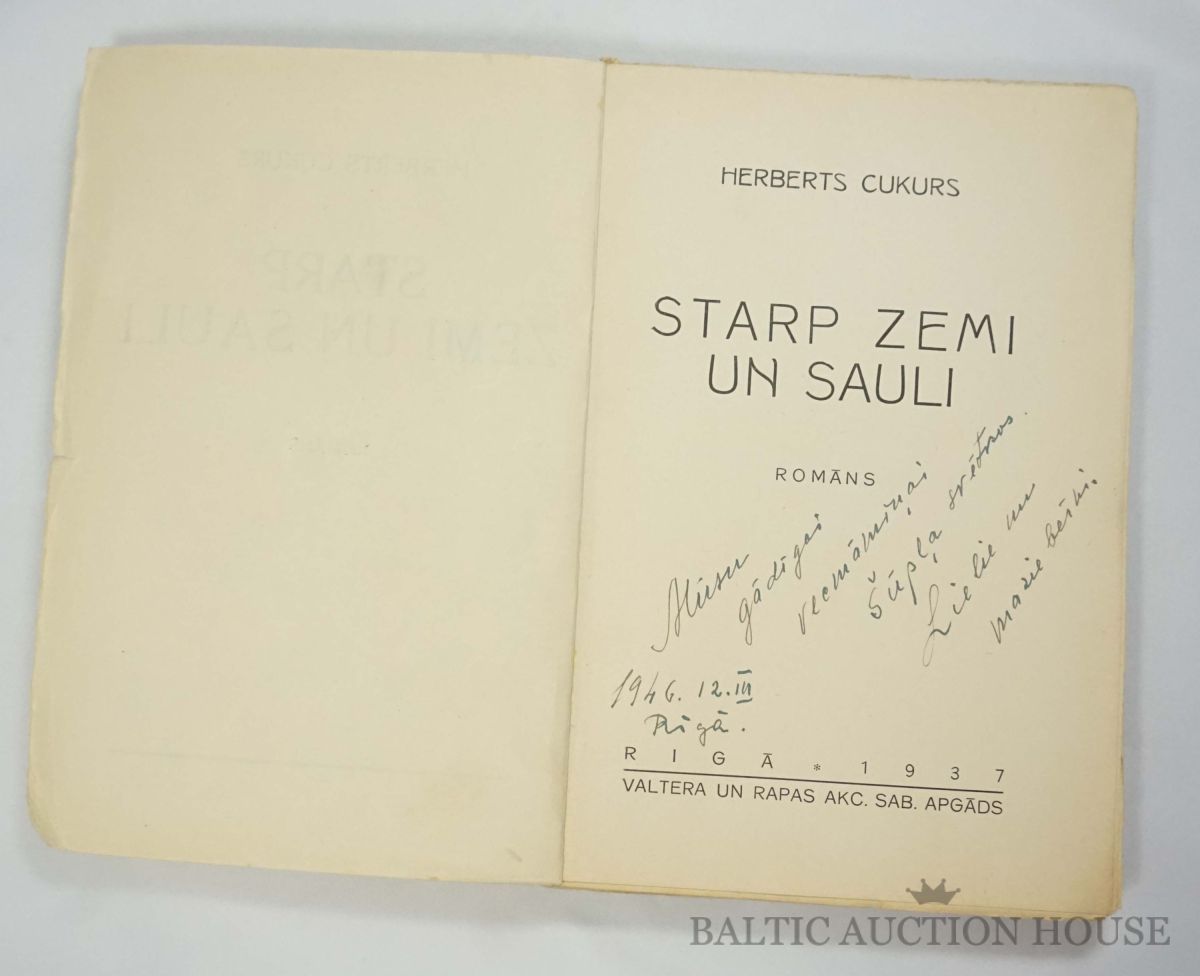 HERBERTS CUKURS
STARP ZEMI
UN SAULI
ROMĀNS
Mūsu
gādīgai
vecmāmiņai
Šūpļa svētkos.
Lielie un
mazie bērni.
1946. 12. III
Rīgā.
RIGĀ * 1937
VALTERA UN RAPAS AKC. SAB. APGĀDS
BALTIC AUCTION HOUSE